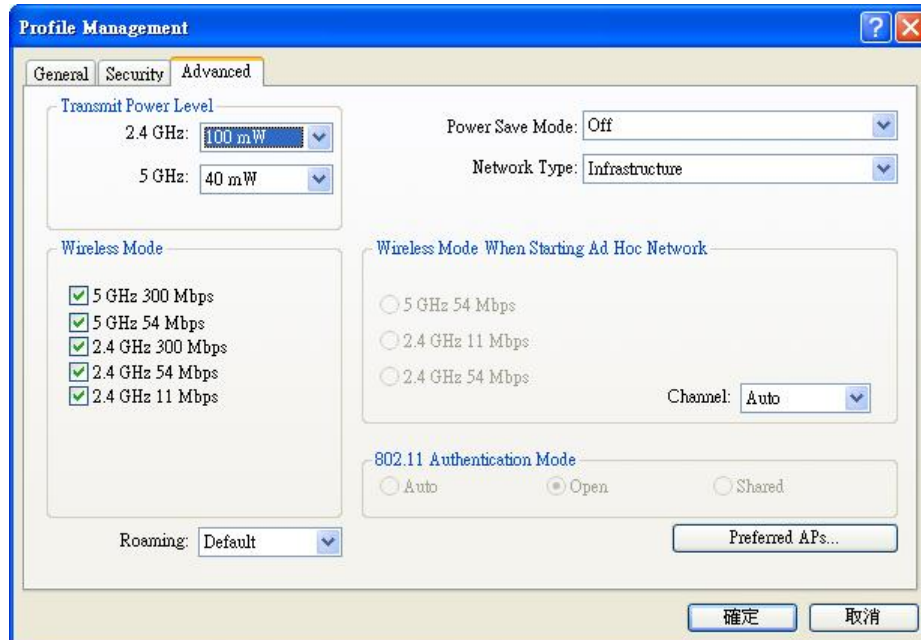 Profile Management
General
Security
Advanced
Transmit Power Level
2.4 GHz: 100 mW
5 GHz: 40 mW
Power Save Mode: Off
Network Type: Infrastructure
Wireless Mode
5 GHz 300 Mbps
5 GHz 54 Mbps
2.4 GHz 300 Mbps
2.4 GHz 54 Mbps
2.4 GHz 11 Mbps
Wireless Mode When Starting Ad Hoc Network
5 GHz 54 Mbps
2.4 GHz 11 Mbps
2.4 GHz 54 Mbps
Channel: Auto
802.11 Authentication Mode
Auto
Open
Shared
Roaming: Default
Preferred APs...
確定
取消